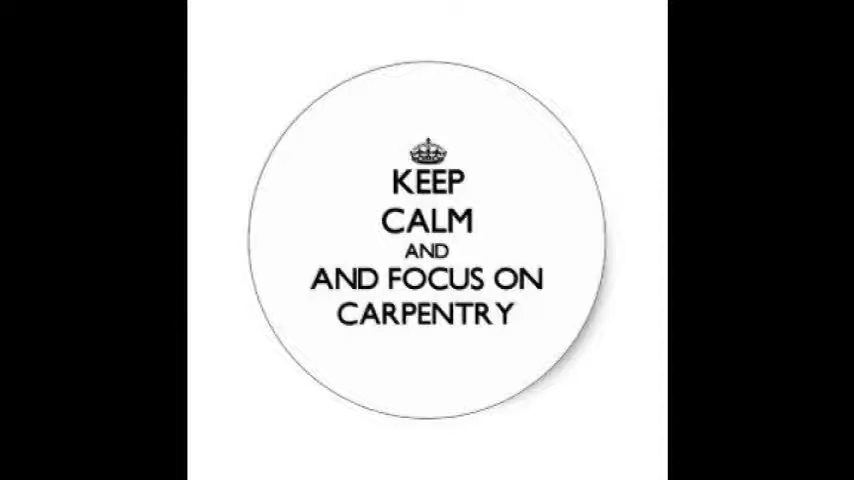 KEEP
CALM
AND
AND FOCUS ON
CARPENTRY